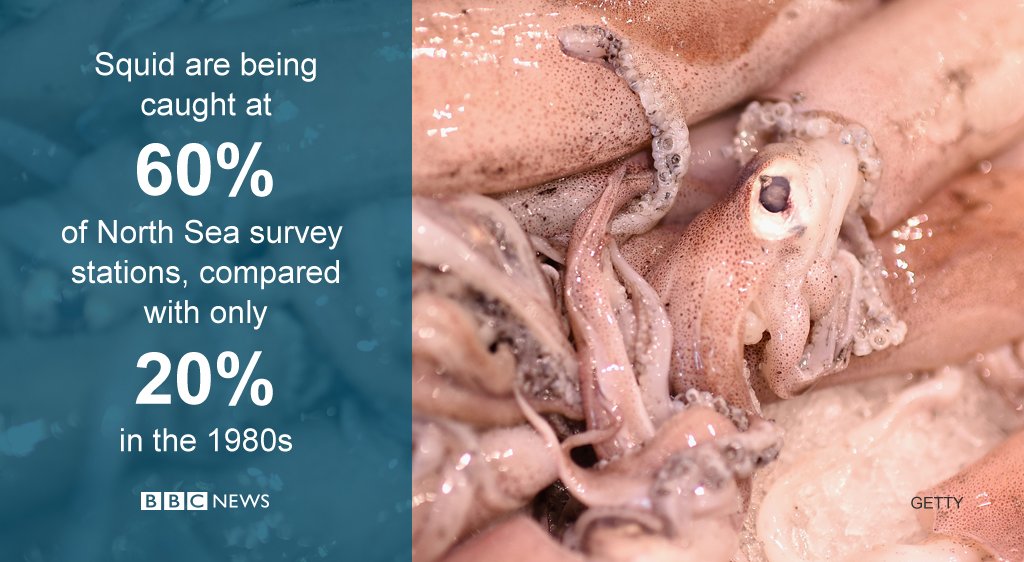 Squid are being
caught at
60%
of North Sea survey
stations, compared
with only
20%
in the 1980s
BBC NEWS
GETTY